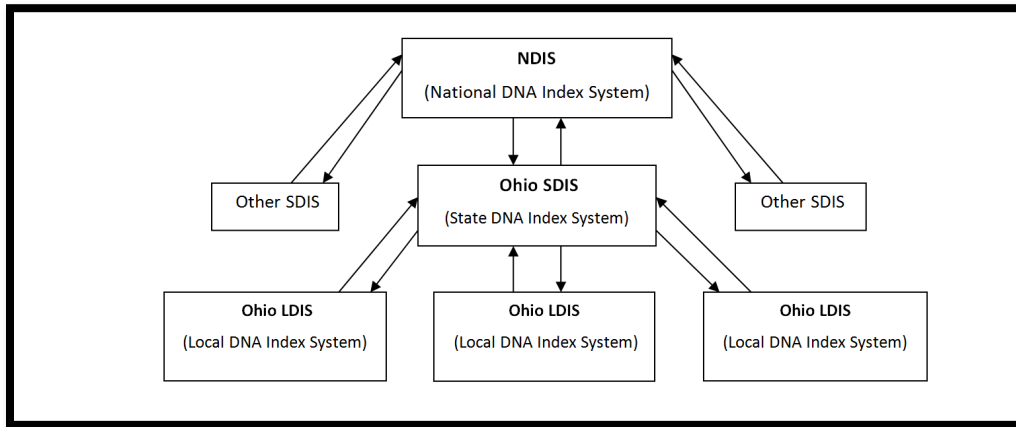 NDIS
(National DNA Index System)
Ohio SDIS
(State DNA Index System)
Other SDIS
Other SDIS
Ohio LDIS
(Local DNA Index System)
Ohio LDIS
(Local DNA Index System)
Ohio LDIS
(Local DNA Index System)